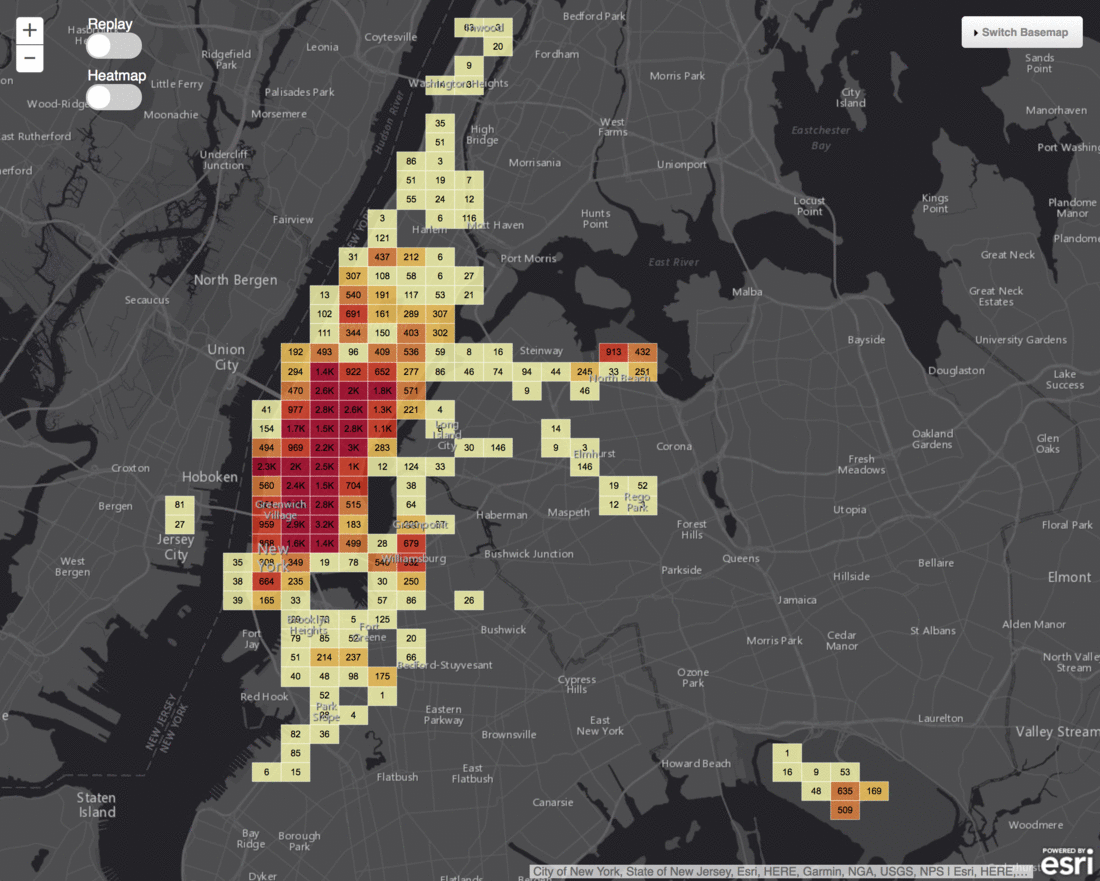 Bedford Park
Replay
Inwood
Hasbr
Coytesville
Leonia
20
Fordham
Switch Basemap
Ridgefield
Park
9
Sands
Point
Heatmap
Little Ferry
Washington Heights
Morris Park
Palisades Park
City
Island
Wood-Ridge
Moonachie
Morsemere
Manorhaven
35
High
Bridge
West
Farms
Eastchester
Bay
East Rutherford
Hudson River
51
Port Washing
Undercliff
Junction
86 3
Morrisania
Unionport
51 19 7
55 24 12
Locust
Point
Kings
Point
Plandome
Manor
Fairview
3 6 116
Hunts
Point
Harlem
Mott Haven
121
Plandome
31 437 212 6
Port Morris
East River
Great Neck
North Bergen
307 108 58 6 27
Malba
Secaucus
13 540 191 117 53 21
Great Neck
Estates
102 691 161 289 307
111 344 150 403 302
Bayside
University Gardens
Union
City
192 493 96 409 536 59 8 16
Steinway
913 432
294 1.4K 922 652 277 86 46 74 94 44 245 33 251
North Beach
Douglaston
Lake
Success
470 2.6K 2K 1.8K 571 9 46
41 977 2.8K 2.6K 1.3K 221 4
154 1.7K 1.5K 2.8K 1.1K 14
Long
Island
City
494 969 2.2K 3K 283 30 146 9 3
Corona
Oakland
Gardens
Glen
Oaks
Elmhurst
Croxton
2.3K 2K 2.5K 1K 12 124 33 146
Fresh
Meadows
Hoboken
560 2.4K 1.5K 704 38 19 52
Bergen
81
Greenwich
Village
2.8K 515 64 12
Rego
Park
Utopia
27
959 2.9K 3.2K 183
Greenpoint
Haberman
Maspeth
Forest
Hills
Floral Park
Jersey
City
1.6K 1.4K 499 28 679
New
York
Bushwick Junction
Queens
Bellaire
West
Bergen
35 308 349 19 78 540
Williamsburg
Parkside
Hillside
Elmont
38 664 235 30 250
39 165 33 57 86 26
Jamaica
5 125
Brooklyn
Heights
Fort
Greene
Fort
Jay
79 85 20
Bushwick
Morris Park
Cedar
Manor
St Albans
Alden Manor
51 214 237 66
Bedford-Stuyvesant
North Valle
Stream
40 48 98 175
Cypress
Hills
Ozone
Park
Red Hook
52 1
Park
Slope
4
Eastern
Parkway
East
New York
Laurelton
NEW JERSEY
NEW YORK
82 36
Brownsville
Valley Stream
85 1
Howard Beach
6 15
Flatbush
East
Flatbush
16 9 53
Staten
Island
48 635 169
Canarsie
509
Woodmere
Bay
Ridge
Borough
Park
POWERED BY
esri
City of New York, State of New Jersey, Esri, HERE, Garmin, NGA, USGS, NPS | Esri, HERE,...
Dyker
Flatlands